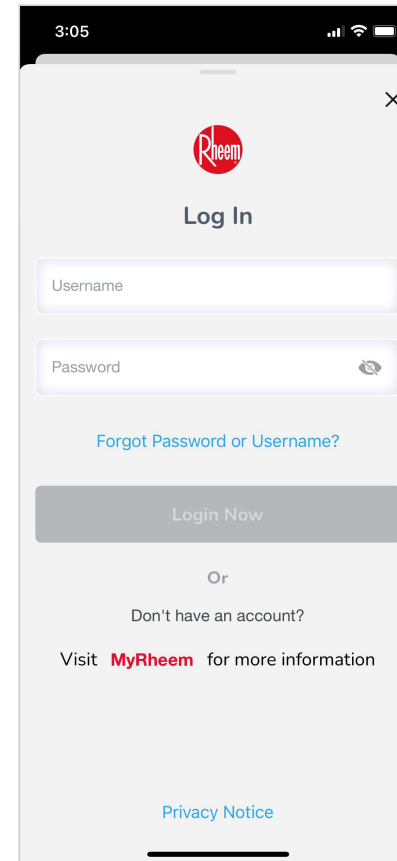 3:05
Rheem
Log In
Username
Password
Forgot Password or Username?
Login Now
Or
Don't have an account?
Visit MyRheem for more information
Privacy Notice